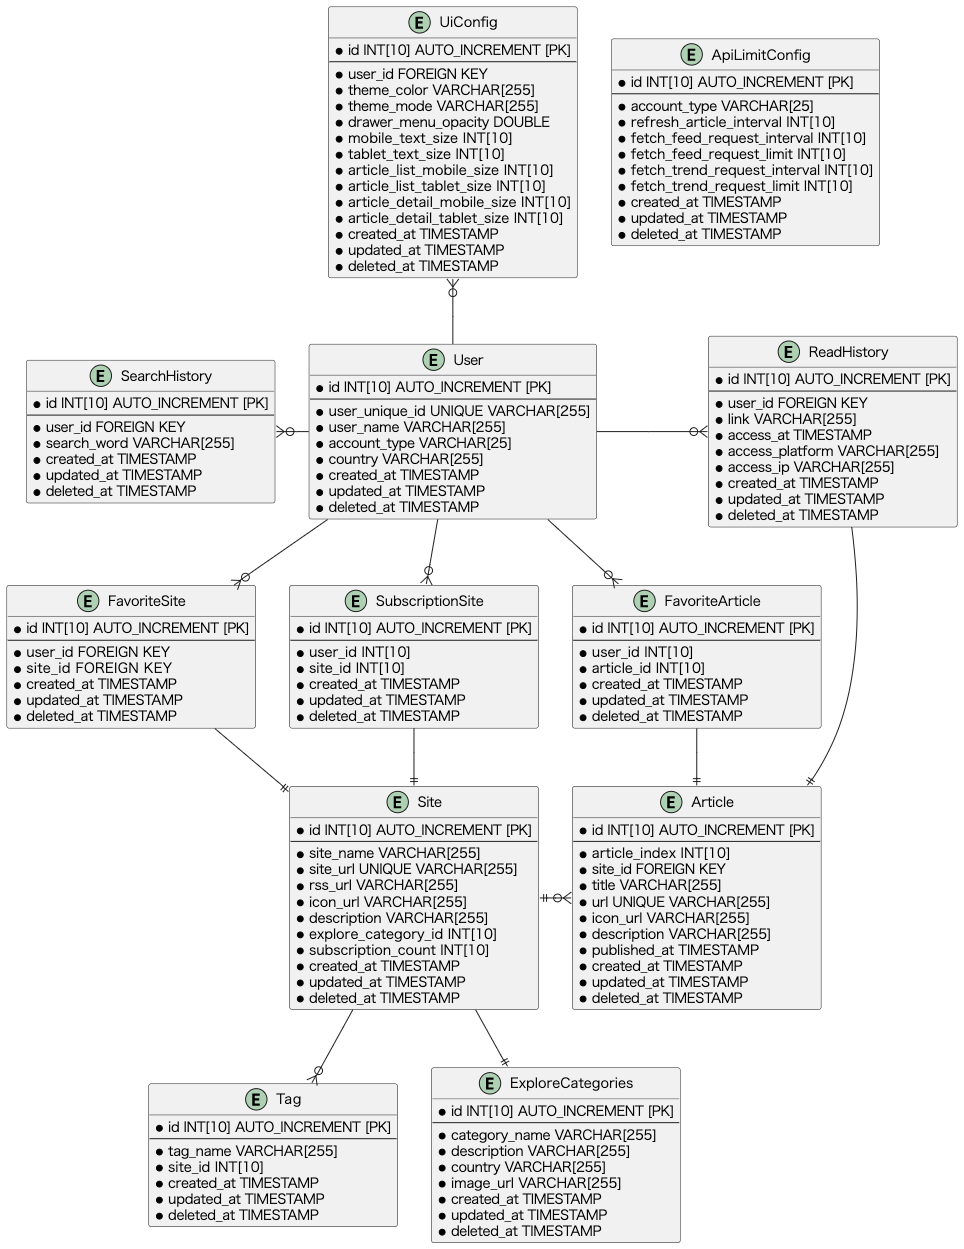 E UiConfig
id INT[10] AUTO_INCREMENT [PK]
user_id FOREIGN KEY
theme_color VARCHAR[255]
theme_mode VARCHAR[255]
drawer_menu_opacity DOUBLE
mobile_text_size INT[10]
tablet_text_size INT[10]
article_list_mobile_size INT[10]
article_list_tablet_size INT[10]
article_detail_mobile_size INT[10]
article_detail_tablet_size INT[10]
created_at TIMESTAMP
updated_at TIMESTAMP
deleted_at TIMESTAMP
E ApiLimitConfig
id INT[10] AUTO_INCREMENT [PK]
account_type VARCHAR[25]
refresh_article_interval INT[10]
fetch_feed_request_interval INT[10]
fetch_feed_request_limit INT[10]
fetch_trend_request_interval INT[10]
fetch_trend_request_limit INT[10]
created_at TIMESTAMP
updated_at TIMESTAMP
deleted_at TIMESTAMP
E SearchHistory
id INT[10] AUTO_INCREMENT [PK]
user_id FOREIGN KEY
search_word VARCHAR[255]
created_at TIMESTAMP
updated_at TIMESTAMP
deleted_at TIMESTAMP
E User
id INT[10] AUTO_INCREMENT [PK]
user_unique_id UNIQUE VARCHAR[255]
user_name VARCHAR[255]
account_type VARCHAR[25]
country VARCHAR[255]
created_at TIMESTAMP
updated_at TIMESTAMP
deleted_at TIMESTAMP
E ReadHistory
id INT[10] AUTO_INCREMENT [PK]
user_id FOREIGN KEY
link VARCHAR[255]
access_at TIMESTAMP
access_platform VARCHAR[255]
access_ip VARCHAR[255]
created_at TIMESTAMP
updated_at TIMESTAMP
deleted_at TIMESTAMP
E FavoriteSite
id INT[10] AUTO_INCREMENT [PK]
user_id FOREIGN KEY
site_id FOREIGN KEY
created_at TIMESTAMP
updated_at TIMESTAMP
deleted_at TIMESTAMP
E SubscriptionSite
id INT[10] AUTO_INCREMENT [PK]
user_id INT[10]
site_id INT[10]
created_at TIMESTAMP
updated_at TIMESTAMP
deleted_at TIMESTAMP
E FavoriteArticle
id INT[10] AUTO_INCREMENT [PK]
user_id INT[10]
article_id INT[10]
created_at TIMESTAMP
updated_at TIMESTAMP
deleted_at TIMESTAMP
E Site
id INT[10] AUTO_INCREMENT [PK]
site_name VARCHAR[255]
site_url UNIQUE VARCHAR[255]
rss_url VARCHAR[255]
icon_url VARCHAR[255]
description VARCHAR[255]
explore_category_id INT[10]
subscription_count INT[10]
created_at TIMESTAMP
updated_at TIMESTAMP
deleted_at TIMESTAMP
E Article
id INT[10] AUTO_INCREMENT [PK]
article_index INT[10]
site_id FOREIGN KEY
title VARCHAR[255]
url UNIQUE VARCHAR[255]
icon_url VARCHAR[255]
description VARCHAR[255]
published_at TIMESTAMP
created_at TIMESTAMP
updated_at TIMESTAMP
deleted_at TIMESTAMP
E Tag
id INT[10] AUTO_INCREMENT [PK]
tag_name VARCHAR[255]
site_id INT[10]
created_at TIMESTAMP
updated_at TIMESTAMP
deleted_at TIMESTAMP
E ExploreCategories
id INT[10] AUTO_INCREMENT [PK]
category_name VARCHAR[255]
description VARCHAR[255]
country VARCHAR[255]
image_url VARCHAR[255]
created_at TIMESTAMP
updated_at TIMESTAMP
deleted_at TIMESTAMP